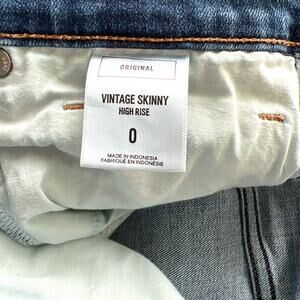 ORIGINAL
VINTAGE SKINNY
HIGH RISE
0
MADE IN INDONESIA
FABRIQUÉ EN INDONÉSIE